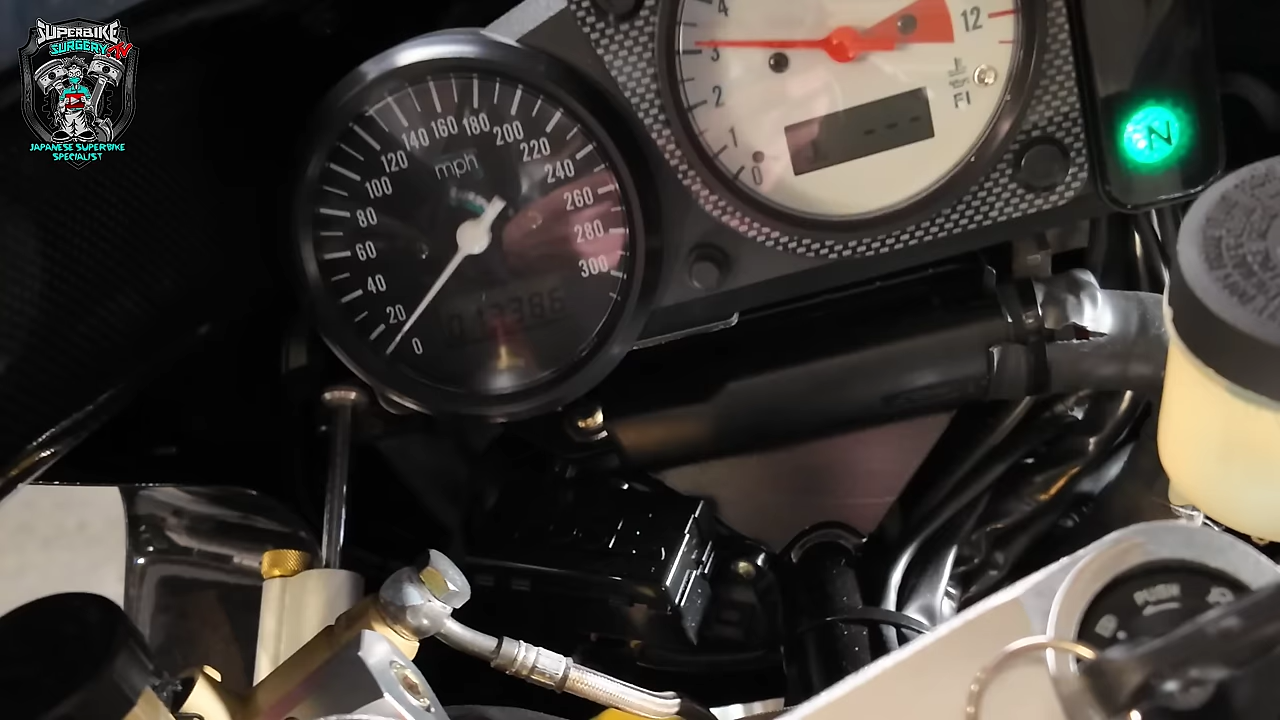 SUPERBIKE
SURGERY TV
JAPANESE SUPERBIKE
SPECIALIST
0
20
40
60
80
100
120
140
160
180
200
220
240
260
280
300
mph
0
1
2
3
4
12
FI
---
N
PUSH